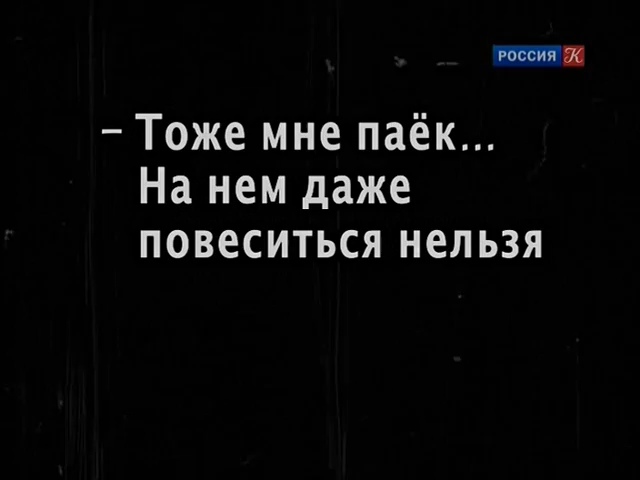 РОССИЯ К
– Тоже мне паёк...
На нем даже
повеситься нельзя